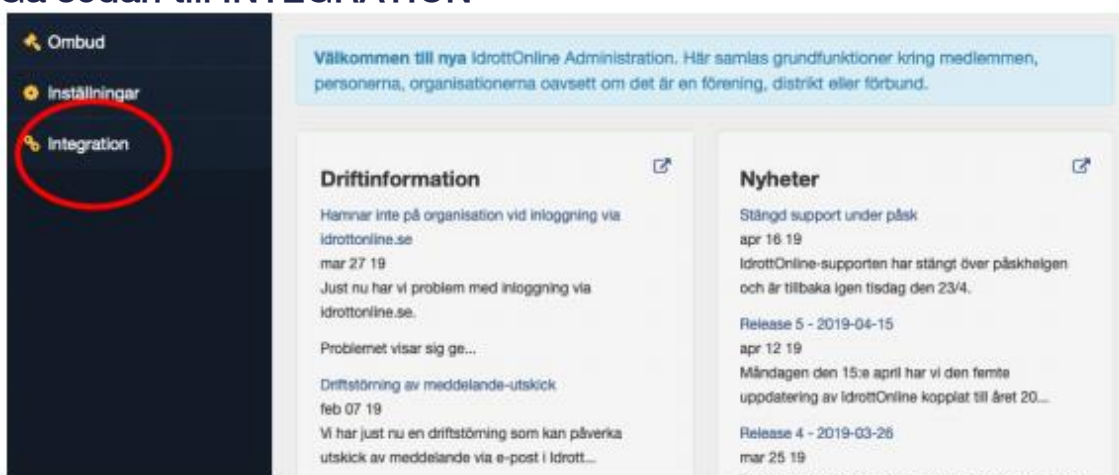 Ombud
Inställningar
Integration
Välkommen till nya IdrottOnline Administration. Här samlas grundfunktioner kring medlemmen,
personerna, organisationerna oavsett om det är en förening, distrikt eller förbund.
Driftinformation
Hamnar inte på organisation vid inloggning via
idrottonline.se
mar 27 19
Just nu har vi problem med inloggning via
idrottonline.se.
Problemet visar sig ge...
Driftstörning av meddelande-utskick
feb 07 19
Vi har just nu en driftstörning som kan påverka
utskick av meddelande via e-post i Idrott...
Nyheter
Stängd support under påsk
apr 16 19
IdrottOnline-supporten har stängt över påskhelgen
och är tillbaka igen tisdag den 23/4.
Release 5 - 2019-04-15
apr 12 19
Måndagen den 15:e april har vi den femte
uppdatering av IdrottOnline kopplat till året 20...
Release 4 - 2019-03-26
mar 25 19